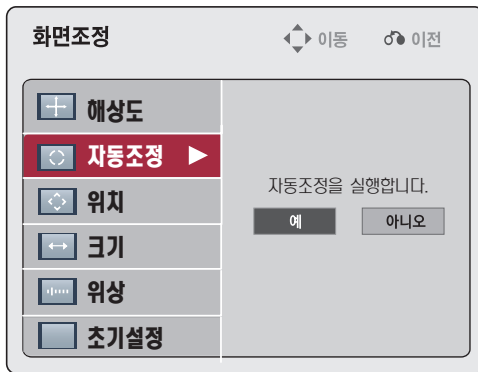 화면조정
이동 이전
해상도
자동조정
위치
크기
위상
초기설정
자동조정을 실행합니다.
예 아니오